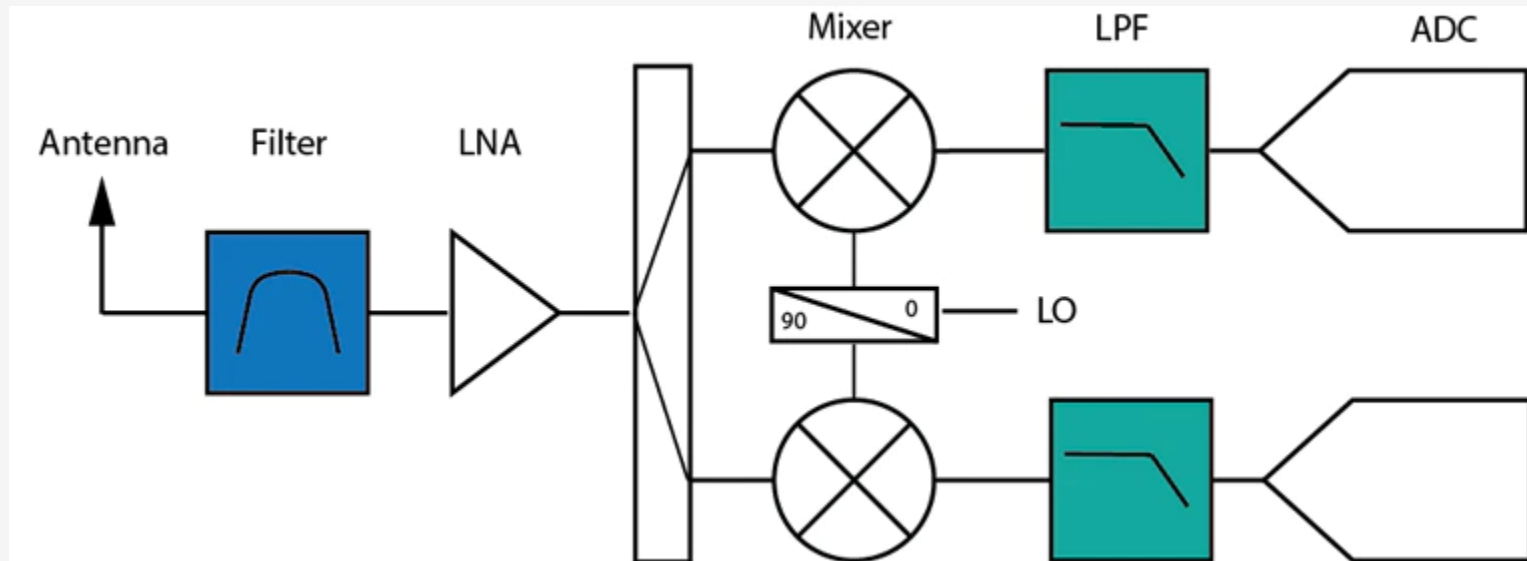 Mixer
LPF
ADC
Antenna
Filter
LNA
90
0
LO